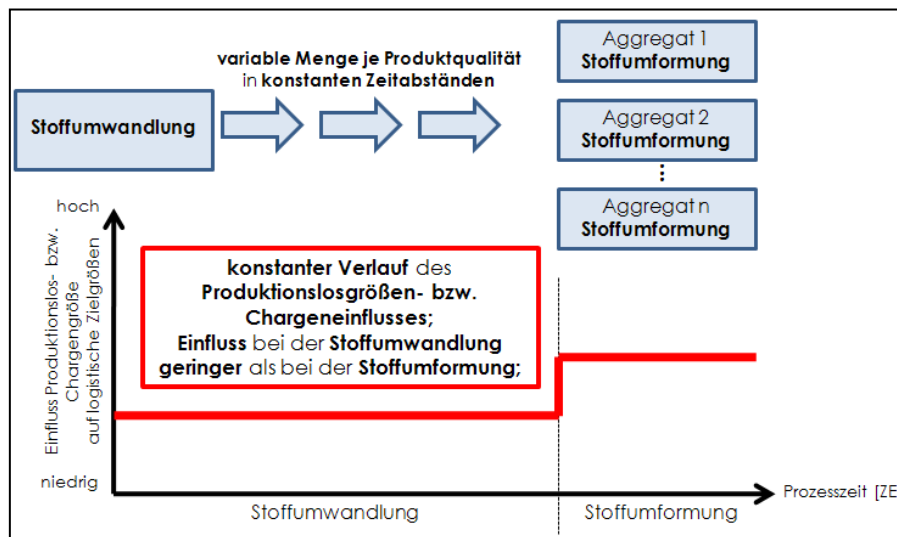 variable Menge je Produktqualität
in konstanten Zeitabständen
Stoffumwandlung
Aggregat 1
Stoffumformung
Aggregat 2
Stoffumformung
⋮
Aggregat n
Stoffumformung
hoch
Einfluss Produktionslos- bzw.
Chargengröße
auf logistische Zielgrößen
niedrig
konstanter Verlauf des
Produktionslosgrößen- bzw.
Chargeneinflusses;
Einfluss bei der Stoffumwandlung
geringer als bei der Stoffumformung;
Prozesszeit [ZE
Stoffumwandlung
Stoffumformung